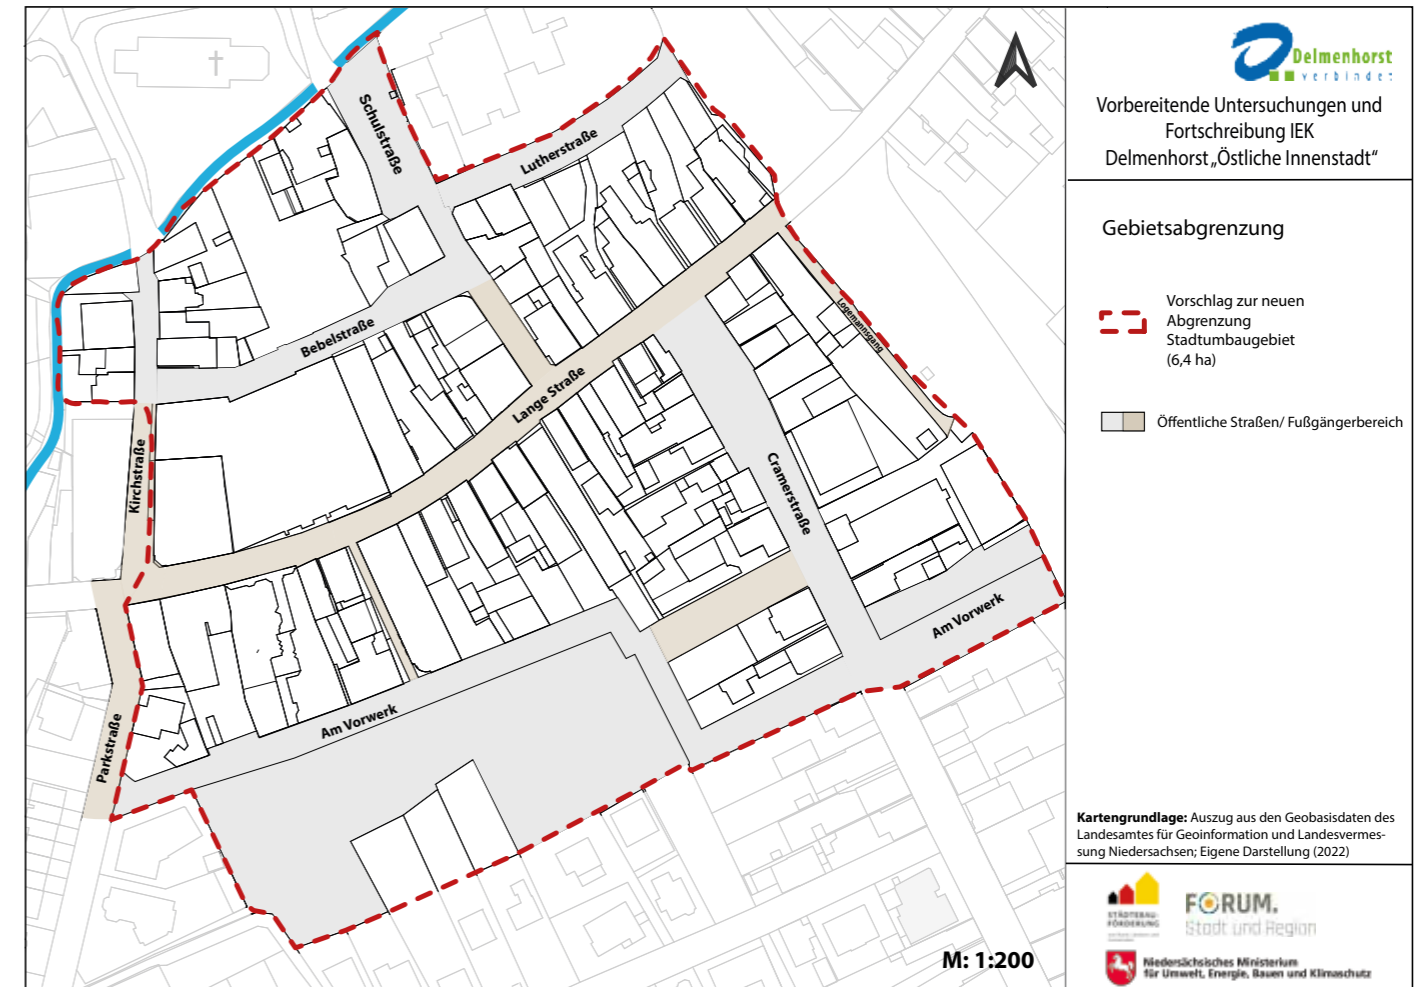 Schulstraße
Lutherstraße
Bebelstraße
Lange Straße
Logemannsgang
Kirchstraße
Cramerstraße
Am Vorwerk
Am Vorwerk
Parkstraße
M: 1:200
Delmenhorst
verbindet
Vorbereitende Untersuchungen und
Fortschreibung IEK
Delmenhorst „Östliche Innenstadt“
Gebietsabgrenzung
Vorschlag zur neuen
Abgrenzung
Stadtumbaugebiet
(6,4 ha)
Öffentliche Straßen/ Fußgängerbereich
Kartengrundlage: Auszug aus den Geobasisdaten des
Landesamtes für Geoinformation und Landesvermes-
sung Niedersachsen; Eigene Darstellung (2022)
STÄDTEBAU-
FÖRDERUNG
FORUM.
Stadt und Region
Niedersächsisches Ministerium
für Umwelt, Energie, Bauen und Klimaschutz